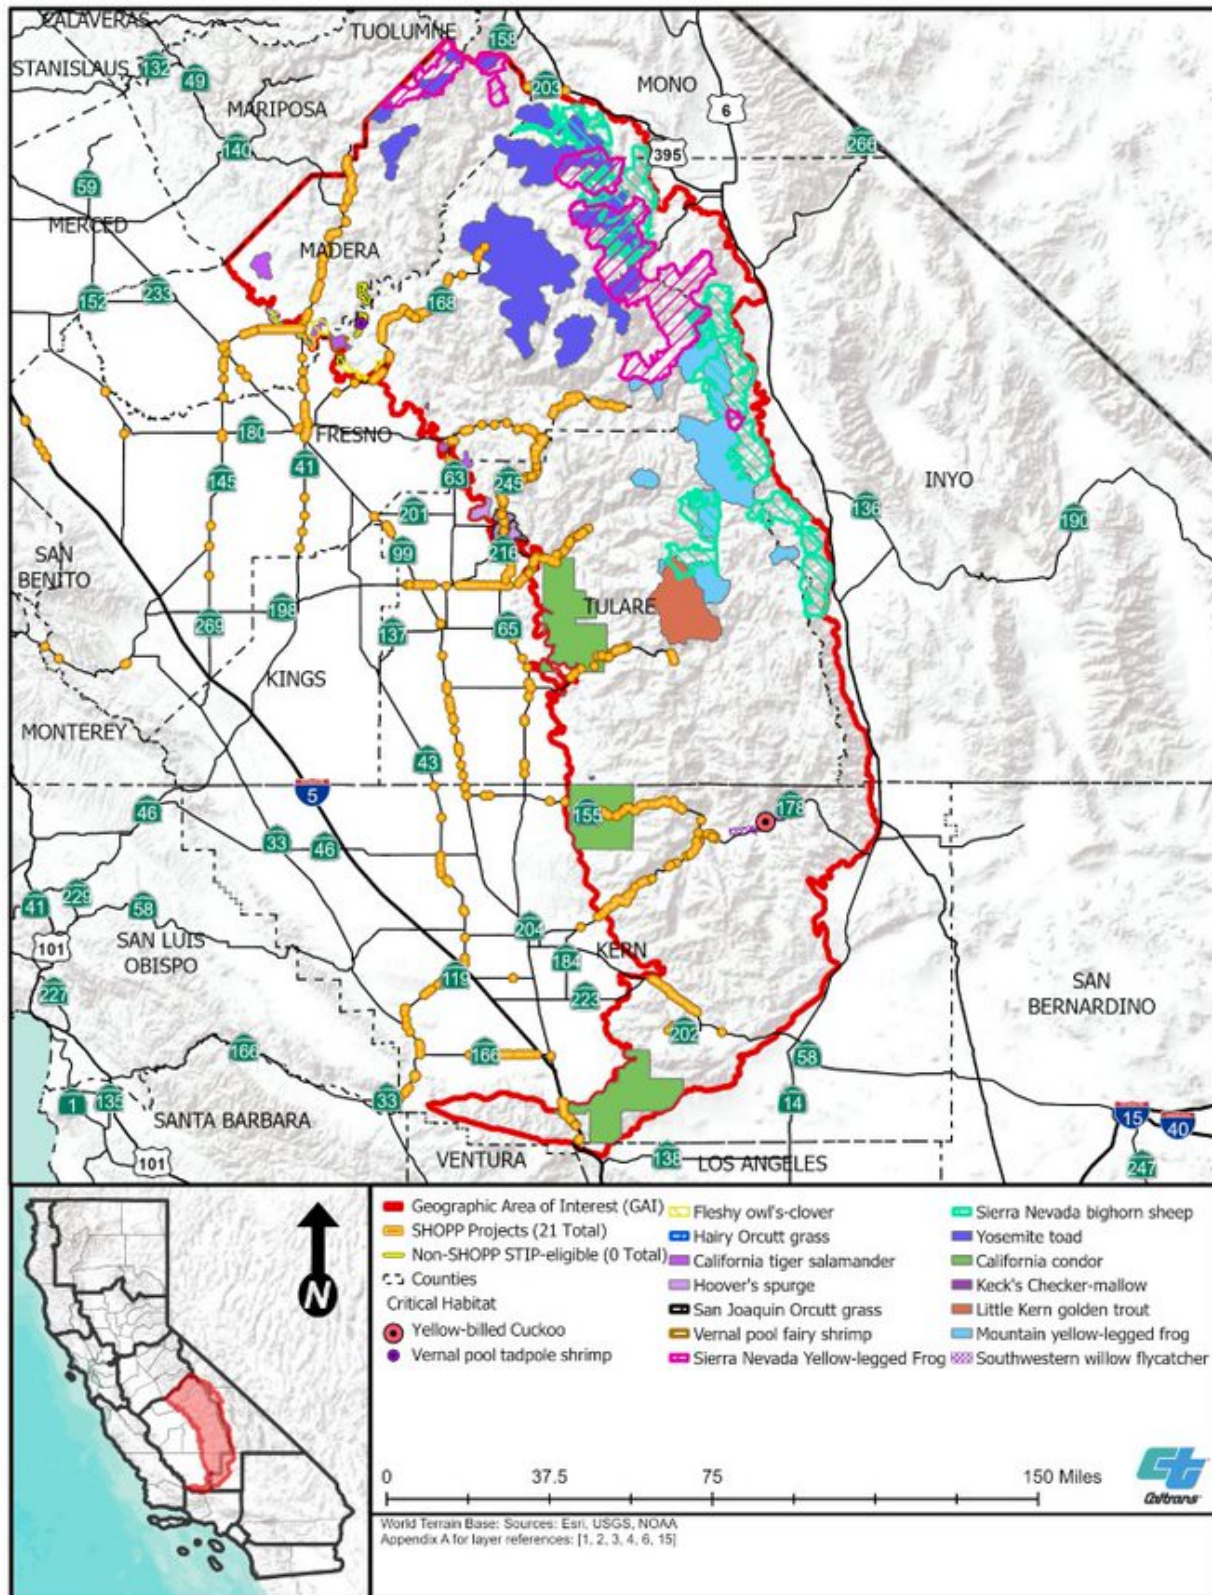 CALAVERAS
TUOLUMNE
158
STANISLAUS
132
49
203
MONO
MARIPOSA
6
140
395
266
59
MERCED
MADERA
152
233
168
180
FRESNO
41
63
145
245
INYO
201
136
190
SAN
BENITO
99
216
198
TULARE
269
137
65
KINGS
MONTEREY
43
5
155
178
46
33
46
41
229
58
204
101
SAN LUIS
OBISPO
KERN
184
119
SAN
BERNARDINO
227
223
202
166
166
58
1
135
33
14
SANTA BARBARA
15
40
101
VENTURA
138
LOS ANGELES
247
N
Geographic Area of Interest (GAI)
SHOPP Projects (21 Total)
Non-SHOPP STIP-eligible (0 Total)
Counties
Critical Habitat
Yellow-billed Cuckoo
Vernal pool tadpole shrimp
Fleshy owl's-clover
Hairy Orcutt grass
California tiger salamander
Hoover's spurge
San Joaquin Orcutt grass
Vernal pool fairy shrimp
Sierra Nevada Yellow-legged Frog
Sierra Nevada bighorn sheep
Yosemite toad
California condor
Keck's Checker-mallow
Little Kern golden trout
Mountain yellow-legged frog
Southwestern willow flycatcher
0 37.5 75 150 Miles
Caltrans
World Terrain Base: Sources: Esri, USGS, NOAA
Appendix A for layer references: [1, 2, 3, 4, 6, 15]